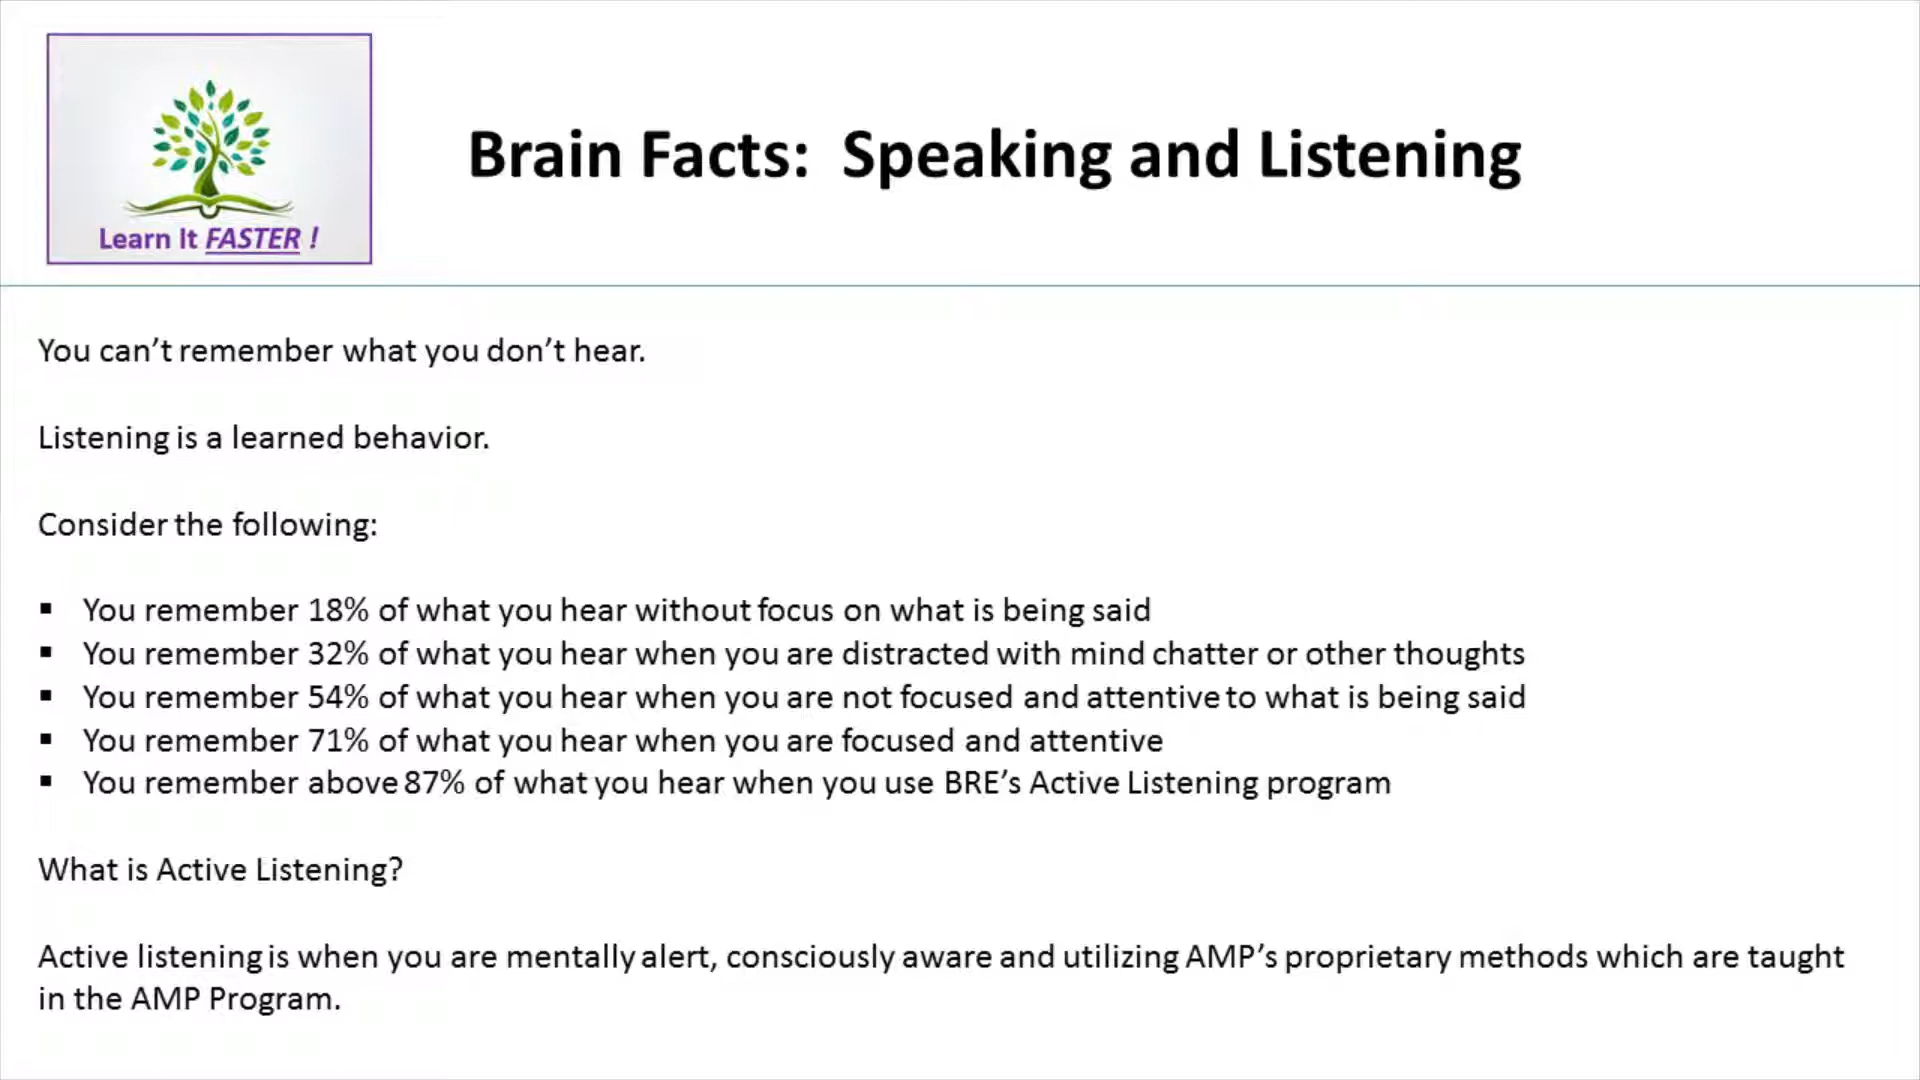 Learn It FASTER !
Brain Facts: Speaking and Listening
You can’t remember what you don’t hear.
Listening is a learned behavior.
Consider the following:
▪ You remember 18% of what you hear without focus on what is being said
▪ You remember 32% of what you hear when you are distracted with mind chatter or other thoughts
▪ You remember 54% of what you hear when you are not focused and attentive to what is being said
▪ You remember 71% of what you hear when you are focused and attentive
▪ You remember above 87% of what you hear when you use BRE’s Active Listening program
What is Active Listening?
Active listening is when you are mentally alert, consciously aware and utilizing AMP’s proprietary methods which are taught
in the AMP Program.